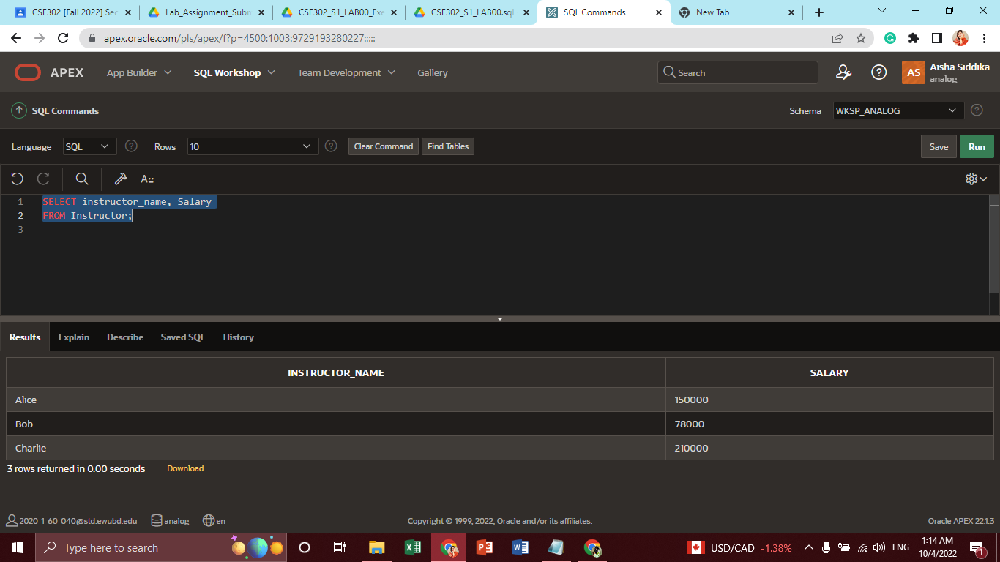 CSE302 [Fall 2022] Sec
Lab_Assignment_Subm
CSE302_S1_LAB00_Exe
CSE302_S1_LAB00.sql
SQL Commands
New Tab
apex.oracle.com/pls/apex/f?p=4500:1003:9729193280227:::::
APEX
App Builder
SQL Workshop
Team Development
Gallery
Search
AS
Aisha Siddika
analog
SQL Commands
Schema
WKSP_ANALOG
Language
SQL
Rows
10
Clear Command
Find Tables
Save
Run
1 SELECT instructor_name, Salary
2 FROM Instructor;
3
Results
Explain
Describe
Saved SQL
History
INSTRUCTOR_NAME SALARY
Alice 150000
Bob 78000
Charlie 210000
3 rows returned in 0.00 seconds Download
2020-1-60-040@std.ewubd.edu
analog
en
Copyright © 1999, 2022, Oracle and/or its affiliates.
Oracle APEX 22.1.3
Type here to search
USD/CAD -1.38%
ENG
1:14 AM
10/4/2022
1